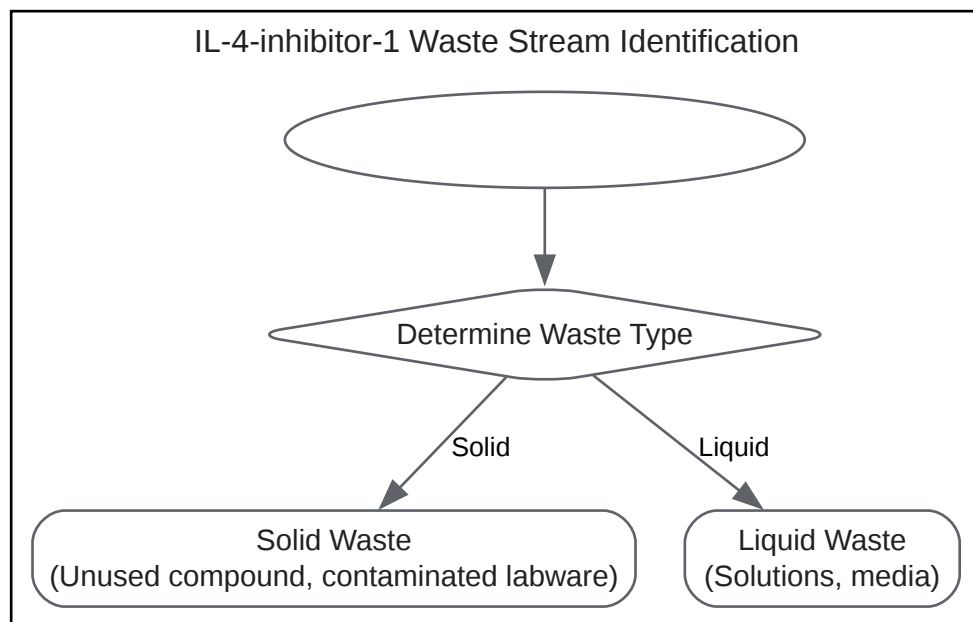 IL-4-inhibitor-1 Waste Stream Identification
Determine Waste Type
Solid
Liquid
Solid Waste
(Unused compound, contaminated labware)
Liquid Waste
(Solutions, media)